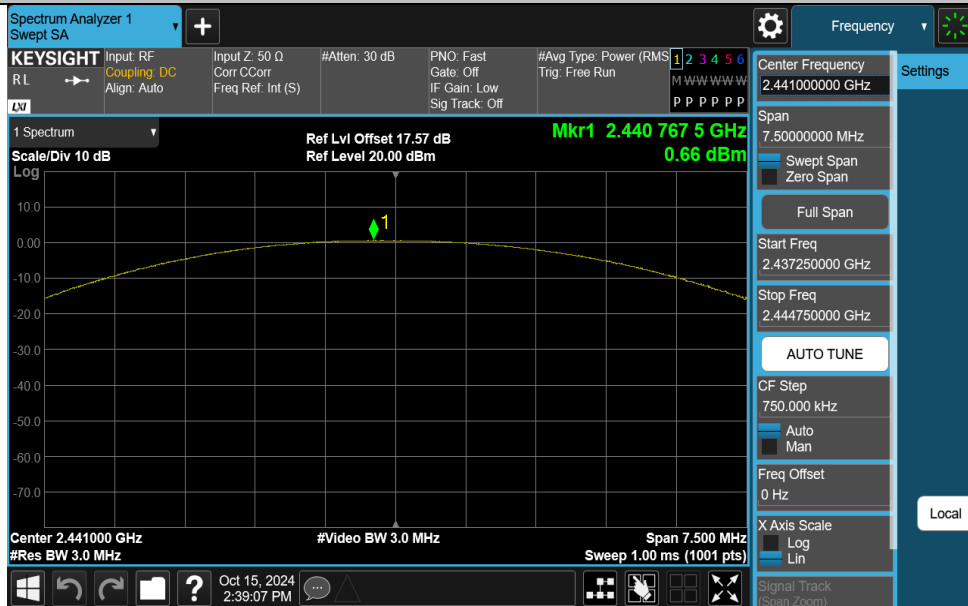 Spectrum Analyzer 1
Swept SA
+
Frequency
KEYSIGHT
RL
LXI
Input: RF
Coupling: DC
Align: Auto
Input Z: 50 Ω
Corr CCorr
Freq Ref: Int (S)
#Atten: 30 dB
PNO: Fast
Gate: Off
IF Gain: Low
Sig Track: Off
#Avg Type: Power (RMS
Trig: Free Run
1 2 3 4 5 6
M W W W W W
P P P P P P
1 Spectrum
Scale/Div 10 dB
Log
Ref Lvl Offset 17.57 dB
Ref Level 20.00 dBm
Mkr1 2.440 767 5 GHz
0.66 dBm
1
10.0
0.00
-10.0
-20.0
-30.0
-40.0
-50.0
-60.0
-70.0
Center 2.441000 GHz
#Video BW 3.0 MHz
Span 7.500 MHz
#Res BW 3.0 MHz
Sweep 1.00 ms (1001 pts)
?
Oct 15, 2024
2:39:07 PM
Center Frequency
2.441000000 GHz
Span
7.50000000 MHz
Swept Span
Zero Span
Full Span
Start Freq
2.437250000 GHz
Stop Freq
2.444750000 GHz
AUTO TUNE
CF Step
750.000 kHz
Auto
Man
Freq Offset
0 Hz
X Axis Scale
Log
Lin
Signal Track
(Span Zoom)
Settings
Local